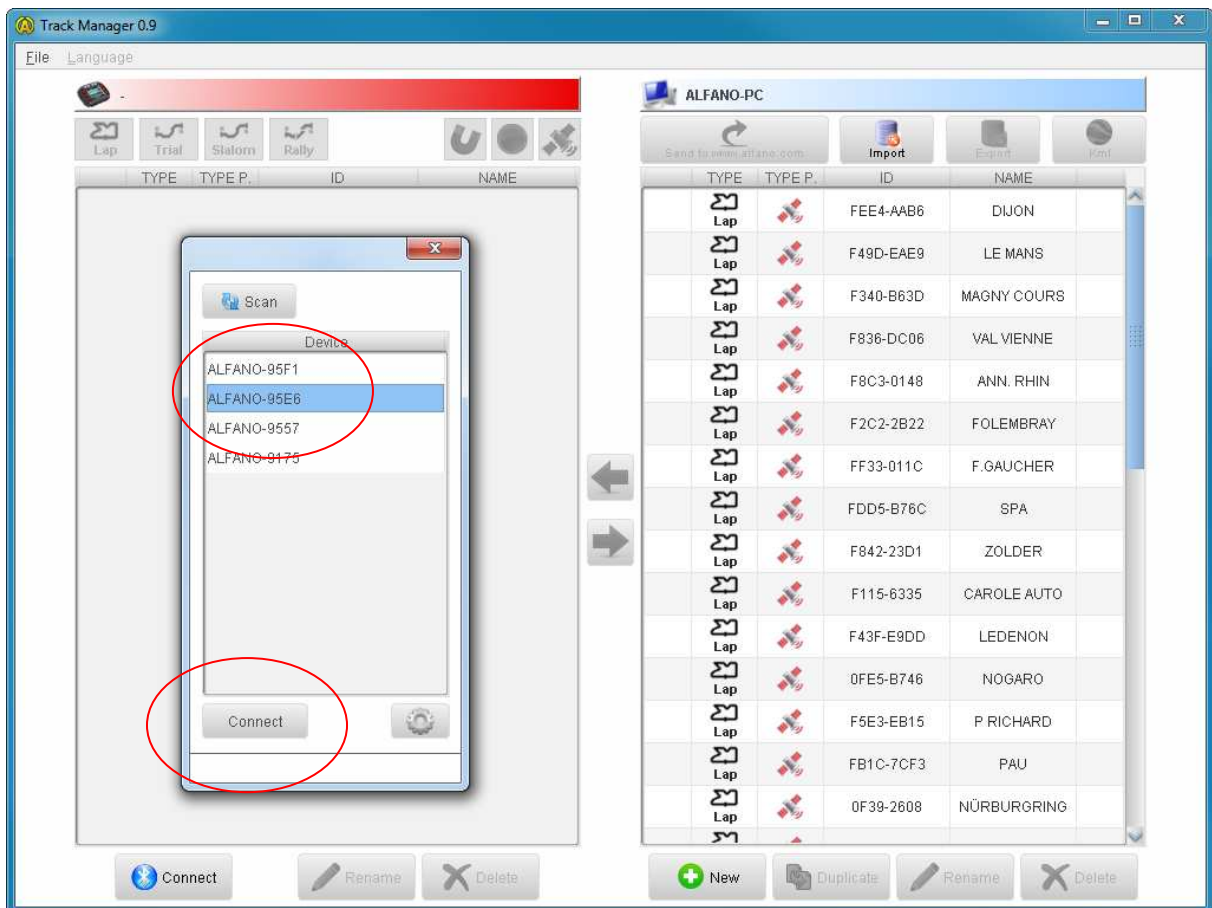 Track Manager 0.9
File Language
-
ALFANO-PC
Lap Trial Slalom Rally
Send to www.alfano.com Import Export Kml
TYPE TYPE P. ID NAME
TYPE TYPE P. ID NAME
Lap FEE4-AAB6 DIJON
Lap F49D-EAE9 LE MANS
Lap F340-B63D MAGNY COURS
Lap F836-DC06 VAL VIENNE
Lap F8C3-0148 ANN. RHIN
Lap F2C2-2B22 FOLEMBRAY
Lap FF33-011C F.GAUCHER
Lap FDD5-B76C SPA
Lap F842-23D1 ZOLDER
Lap F115-6335 CAROLE AUTO
Lap F43F-E9DD LEDENON
Lap 0FE5-B746 NOGARO
Lap F5E3-EB15 P RICHARD
Lap FB1C-7CF3 PAU
Lap 0F39-2608 NÜRBURGRING
Scan
Device
ALFANO-95F1
ALFANO-95E6
ALFANO-9557
ALFANO-9175
Connect
Connect Rename Delete
New Duplicate Rename Delete